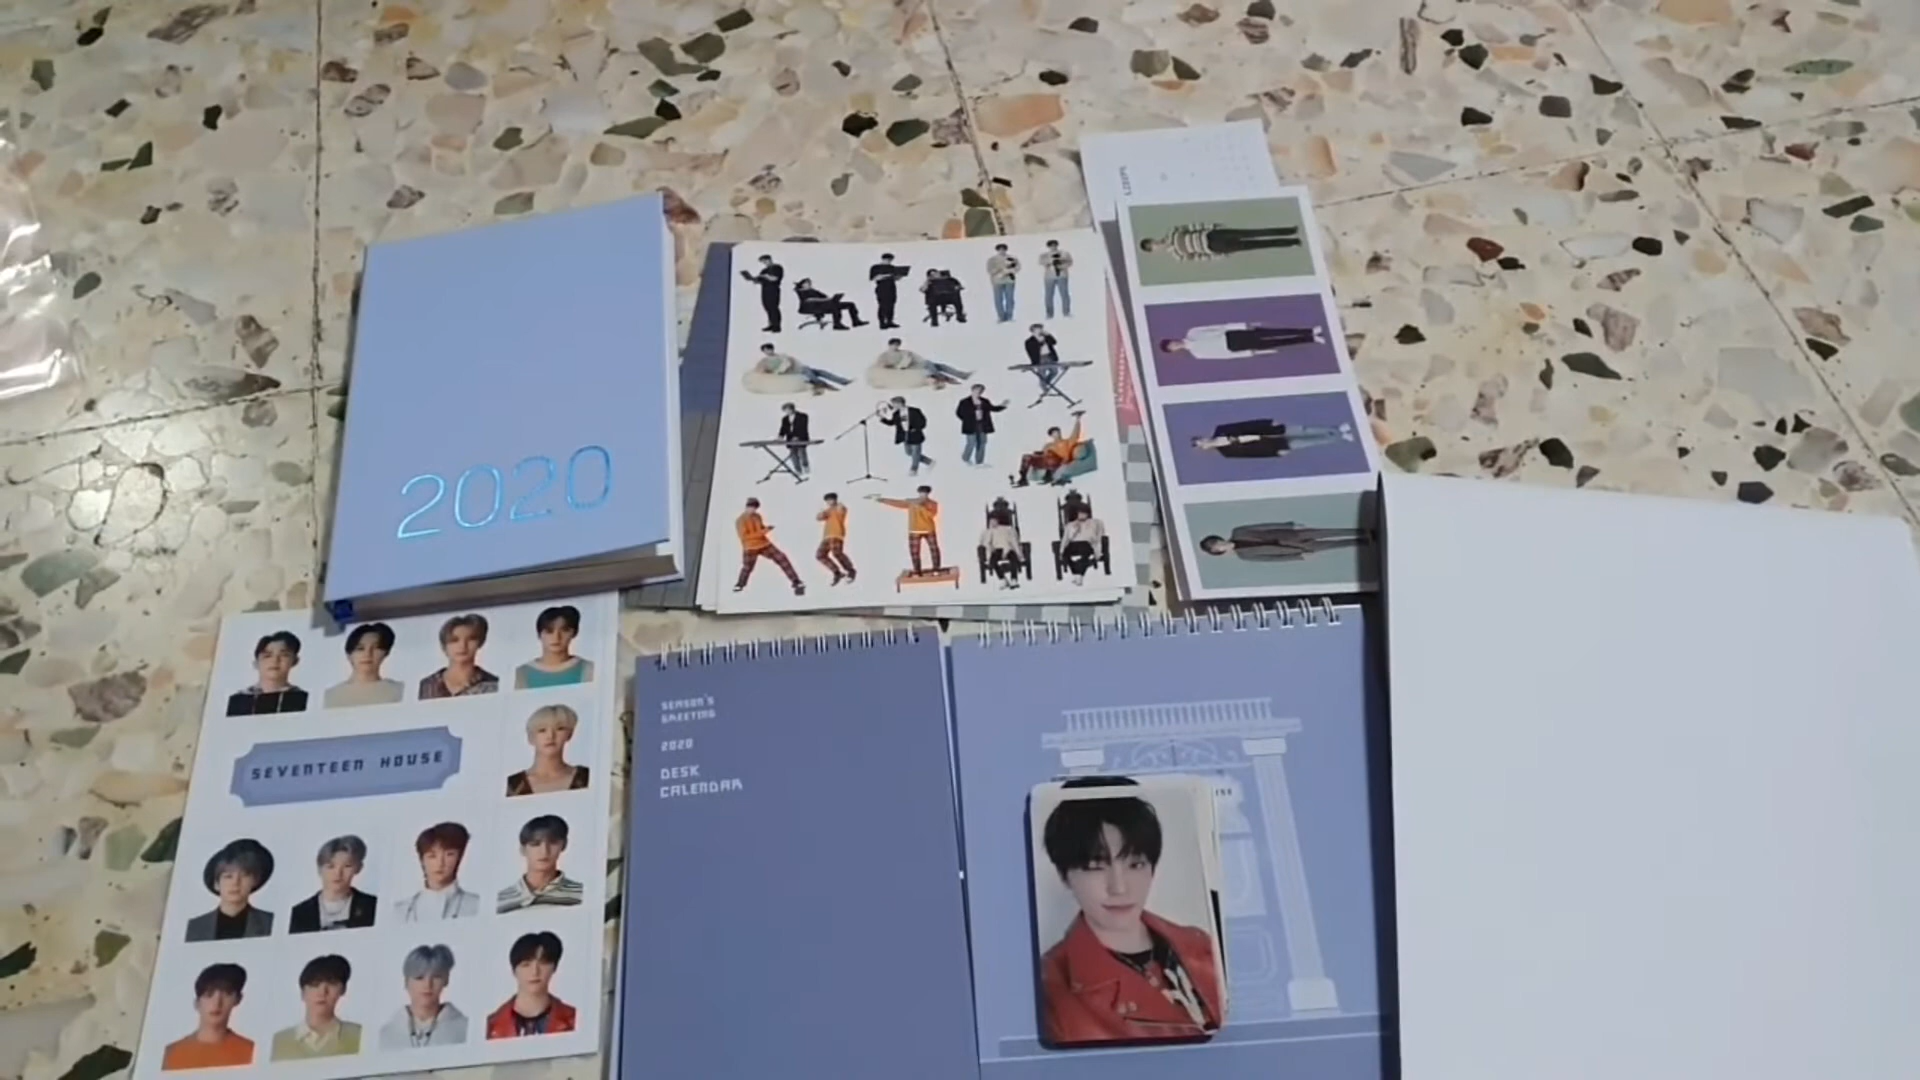 2020
SEVENTEEN HOUSE
SEASON'S
GREETING
2020
DESK
CALENDAR